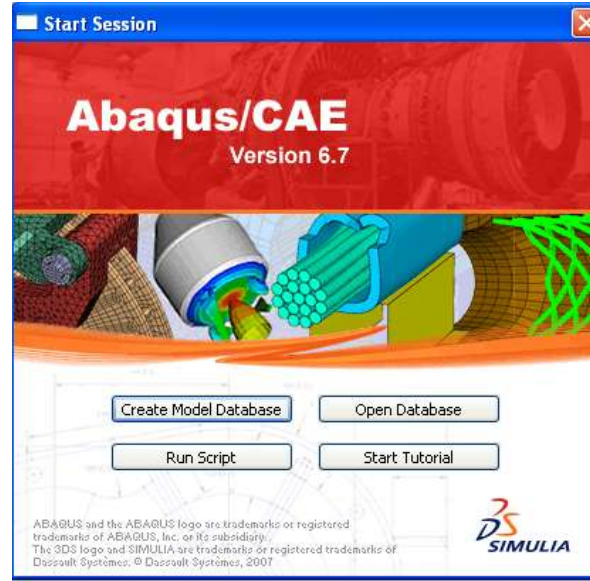 Start Session
Abaqus/CAE
Version 6.7
Create Model Database
Open Database
Run Script
Start Tutorial
ABAQUS and the ABAQUS logo are trademarks or registered
trademarks of ABAQUS, Inc. or its subsidiary.
The 3DS logo and SIMULIA are trademarks or registered trademarks of
Dassault Systèmes. © Dassault Systèmes, 2007
3DS
SIMULIA